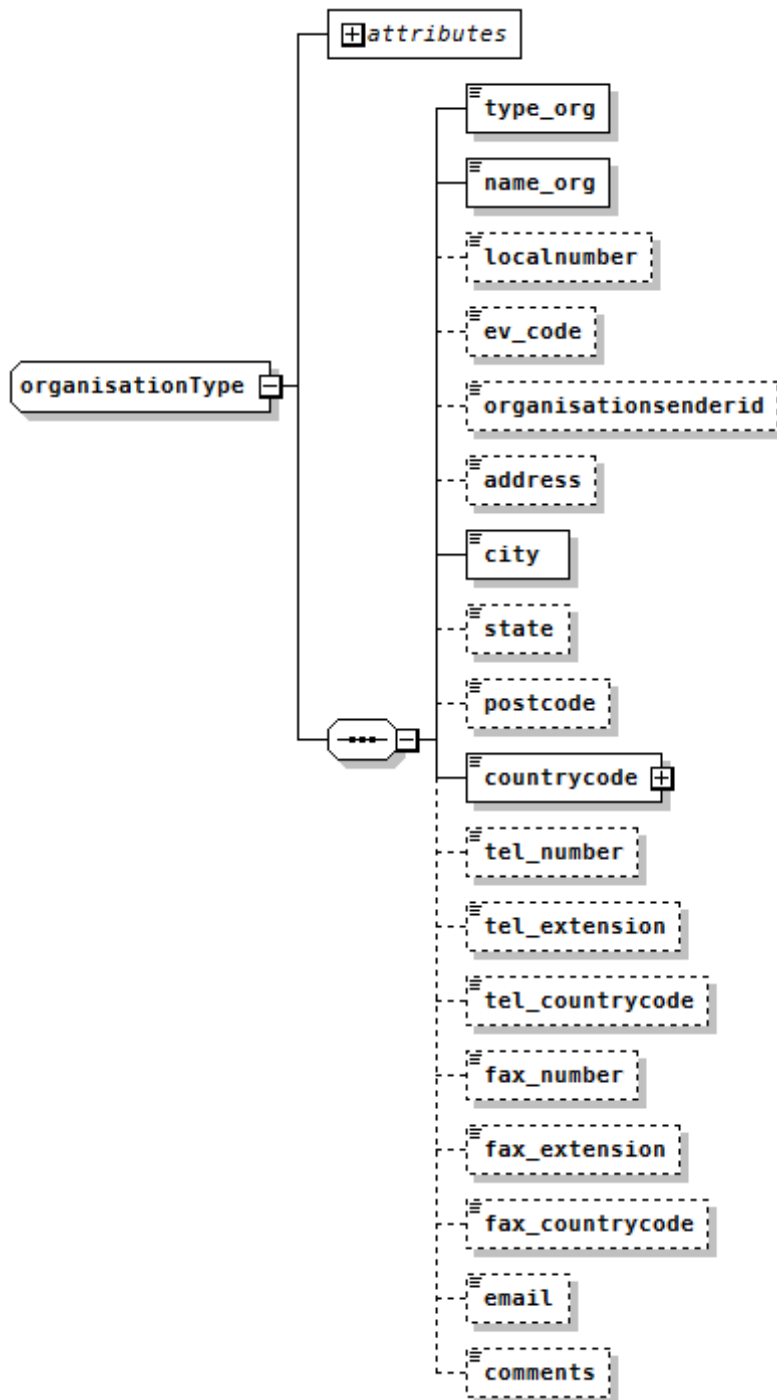 attributes
type_org
name_org
localnumber
ev_code
organisationType
organisationsenderid
address
city
state
postcode
countrycode
tel_number
tel_extension
tel_countrycode
fax_number
fax_extension
fax_countrycode
email
comments